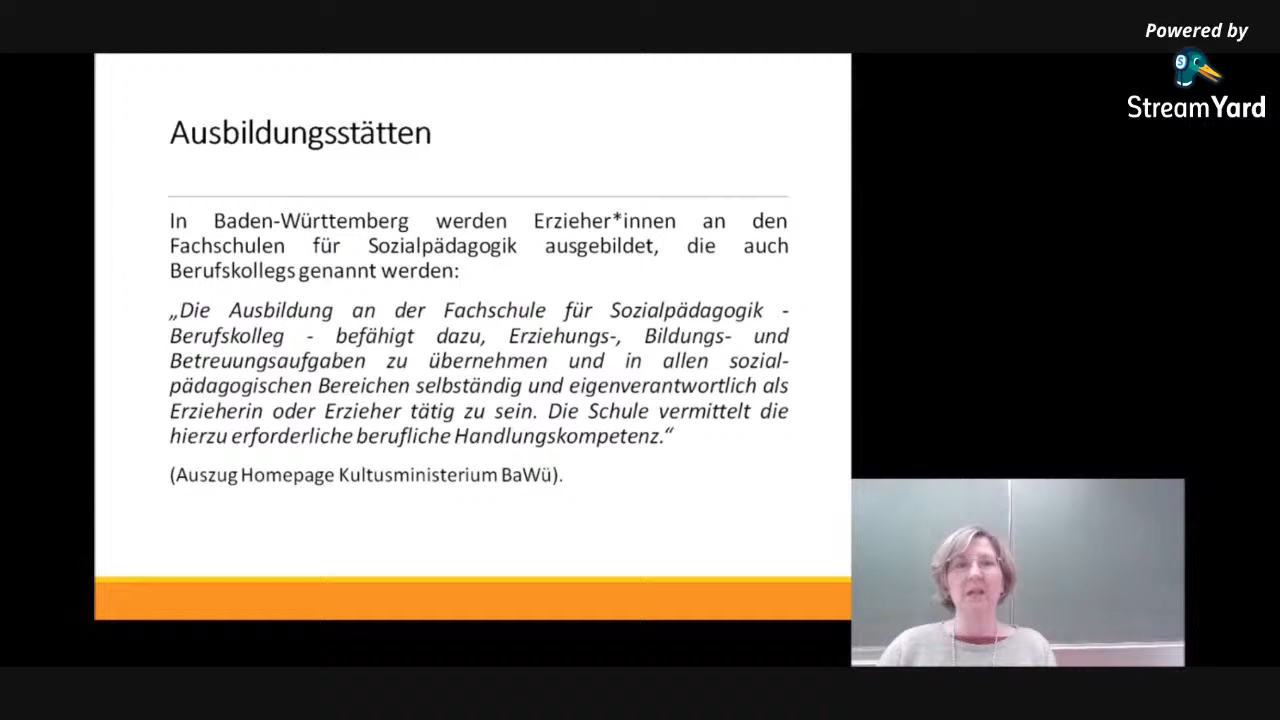 Powered by
StreamYard
Ausbildungsstätten
In Baden-Württemberg werden Erzieher*innen an den
Fachschulen für Sozialpädagogik ausgebildet, die auch
Berufskollegs genannt werden:
„Die Ausbildung an der Fachschule für Sozialpädagogik -
Berufskolleg - befähigt dazu, Erziehungs-, Bildungs- und
Betreuungsaufgaben zu übernehmen und in allen sozial-
pädagogischen Bereichen selbständig und eigenverantwortlich als
Erzieherin oder Erzieher tätig zu sein. Die Schule vermittelt die
hierzu erforderliche berufliche Handlungskompetenz.“
(Auszug Homepage Kultusministerium BaWü).